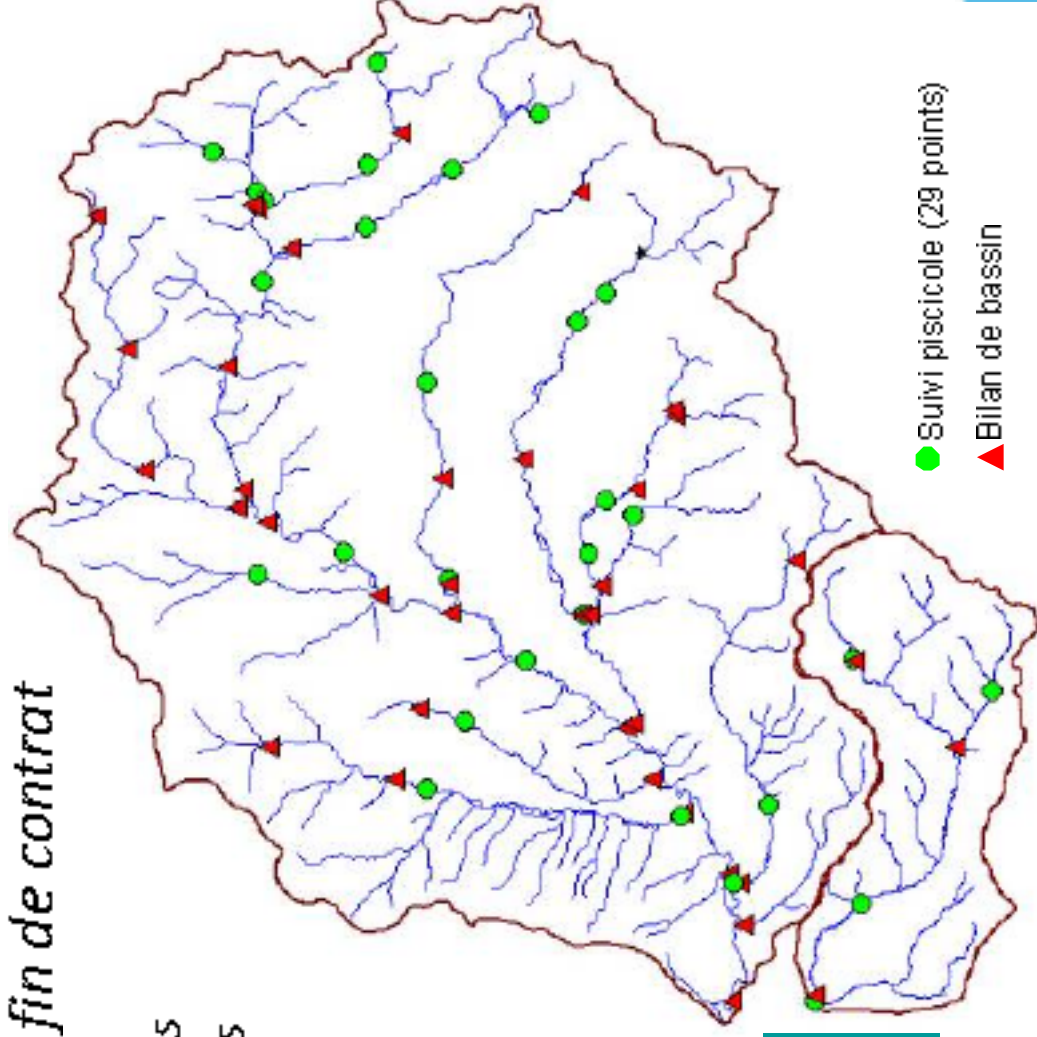 fin de contrat
s
s
Suivi piscicole (29 points)
Bilan de bassin